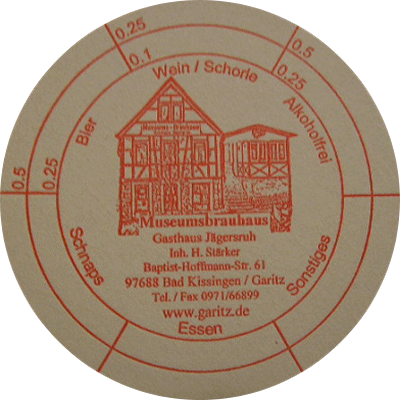 0.25
0.1
0.5
0.25
Wein / Schorle
Bier
Alkoholfrei
0.5
0.25
Museums-Brauhaus
Museumsbrauhaus
Gasthaus Jägersruh
Inh. H. Stärker
Baptist-Hoffmann-Str. 61
97688 Bad Kissingen / Garitz
Tel. / Fax 0971/66899
www.garitz.de
Schnaps
Sonstiges
Essen